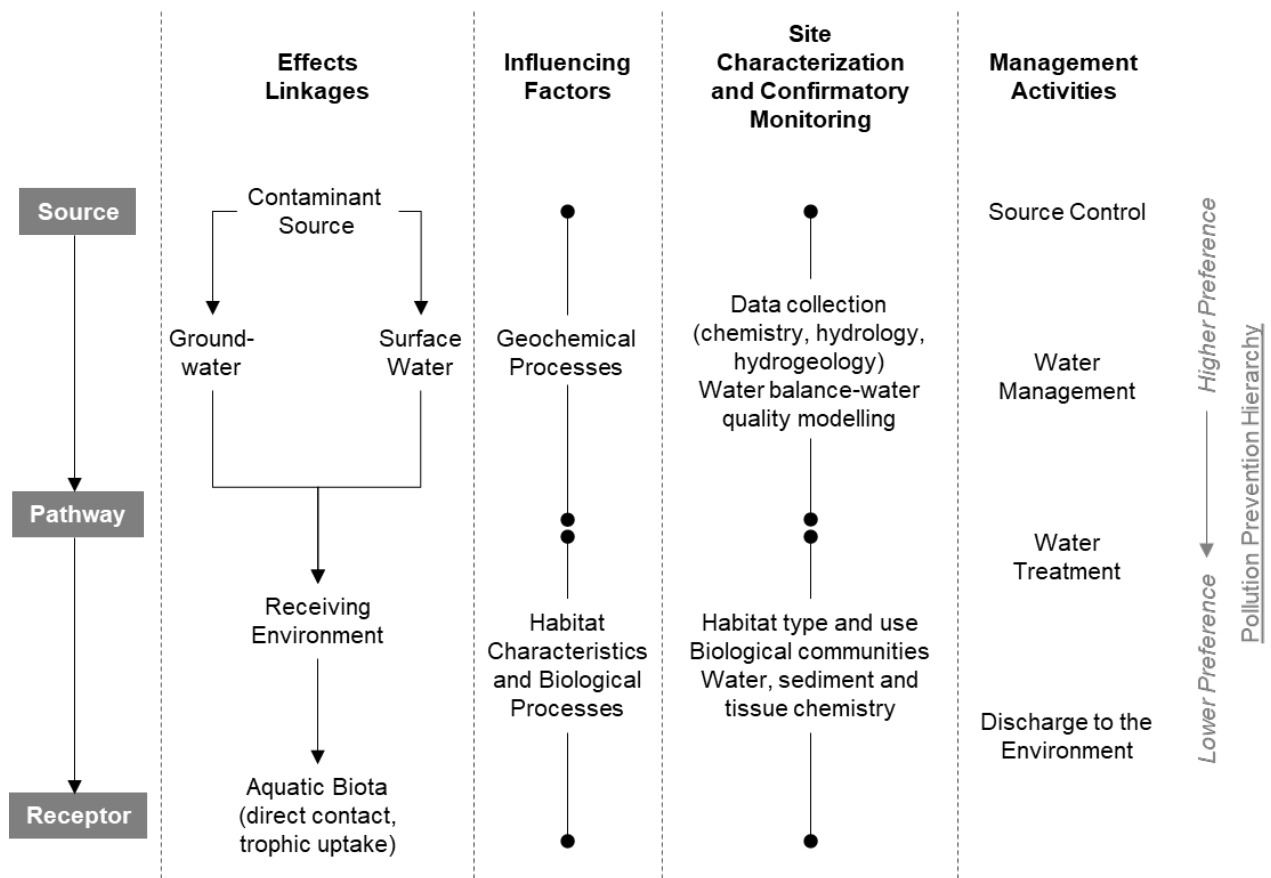 Effects
Linkages
Influencing
Factors
Site
Characterization
and Confirmatory
Monitoring
Management
Activities
Source
Pathway
Receptor
Contaminant
Source
Ground-
water
Surface
Water
Receiving
Environment
Aquatic Biota
(direct contact,
trophic uptake)
Geochemical
Processes
Habitat
Characteristics
and Biological
Processes
Data collection
(chemistry, hydrology,
hydrogeology)
Water balance-water
quality modelling
Habitat type and use
Biological communities
Water, sediment and
tissue chemistry
Source Control
Water
Management
Water
Treatment
Discharge to the
Environment
Higher Preference
Lower Preference
Pollution Prevention Hierarchy